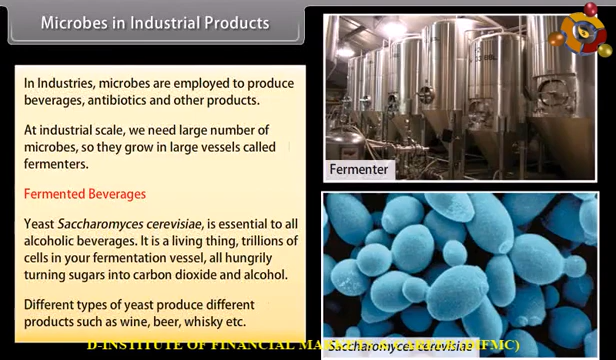 Microbes in Industrial Products
In Industries, microbes are employed to produce
beverages, antibiotics and other products.
At industrial scale, we need large number of
microbes, so they grow in large vessels called
fermenters.
Fermented Beverages
Yeast Saccharomyces cerevisiae, is essential to all
alcoholic beverages. It is a living thing, trillions of
cells in your fermentation vessel, all hungrily
turning sugars into carbon dioxide and alcohol.
Different types of yeast produce different
products such as wine, beer, whisky etc.
Fermenter
Saccharomyces cerevisiae
D-INSTITUTE OF FINANCIAL